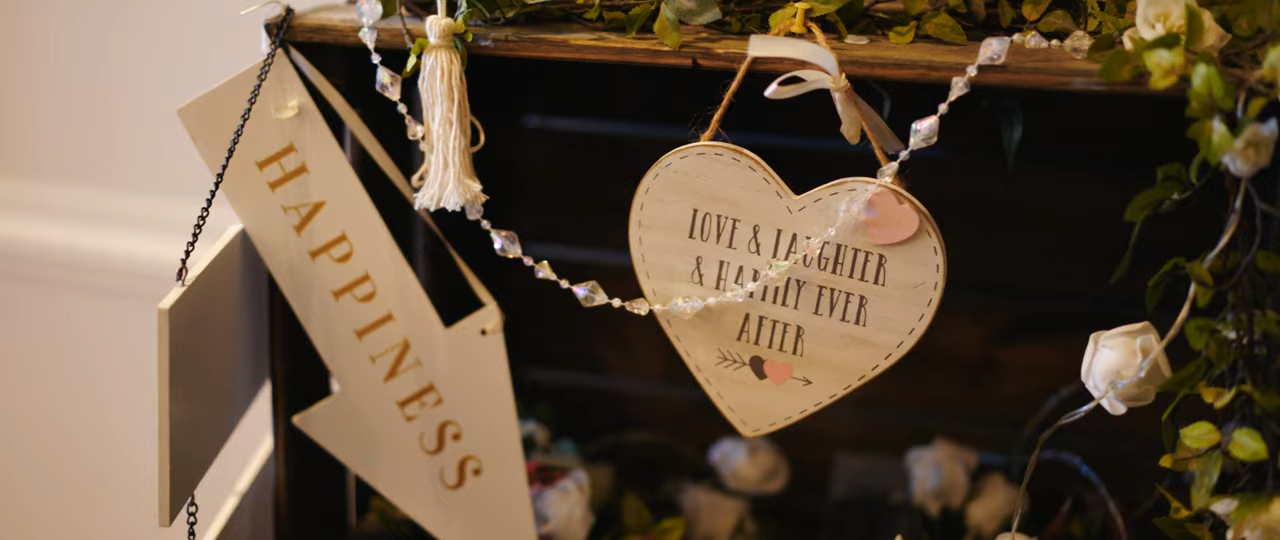 HAPPINESS
LOVE & LAUGHTER
& HAPPILY EVER
AFTER